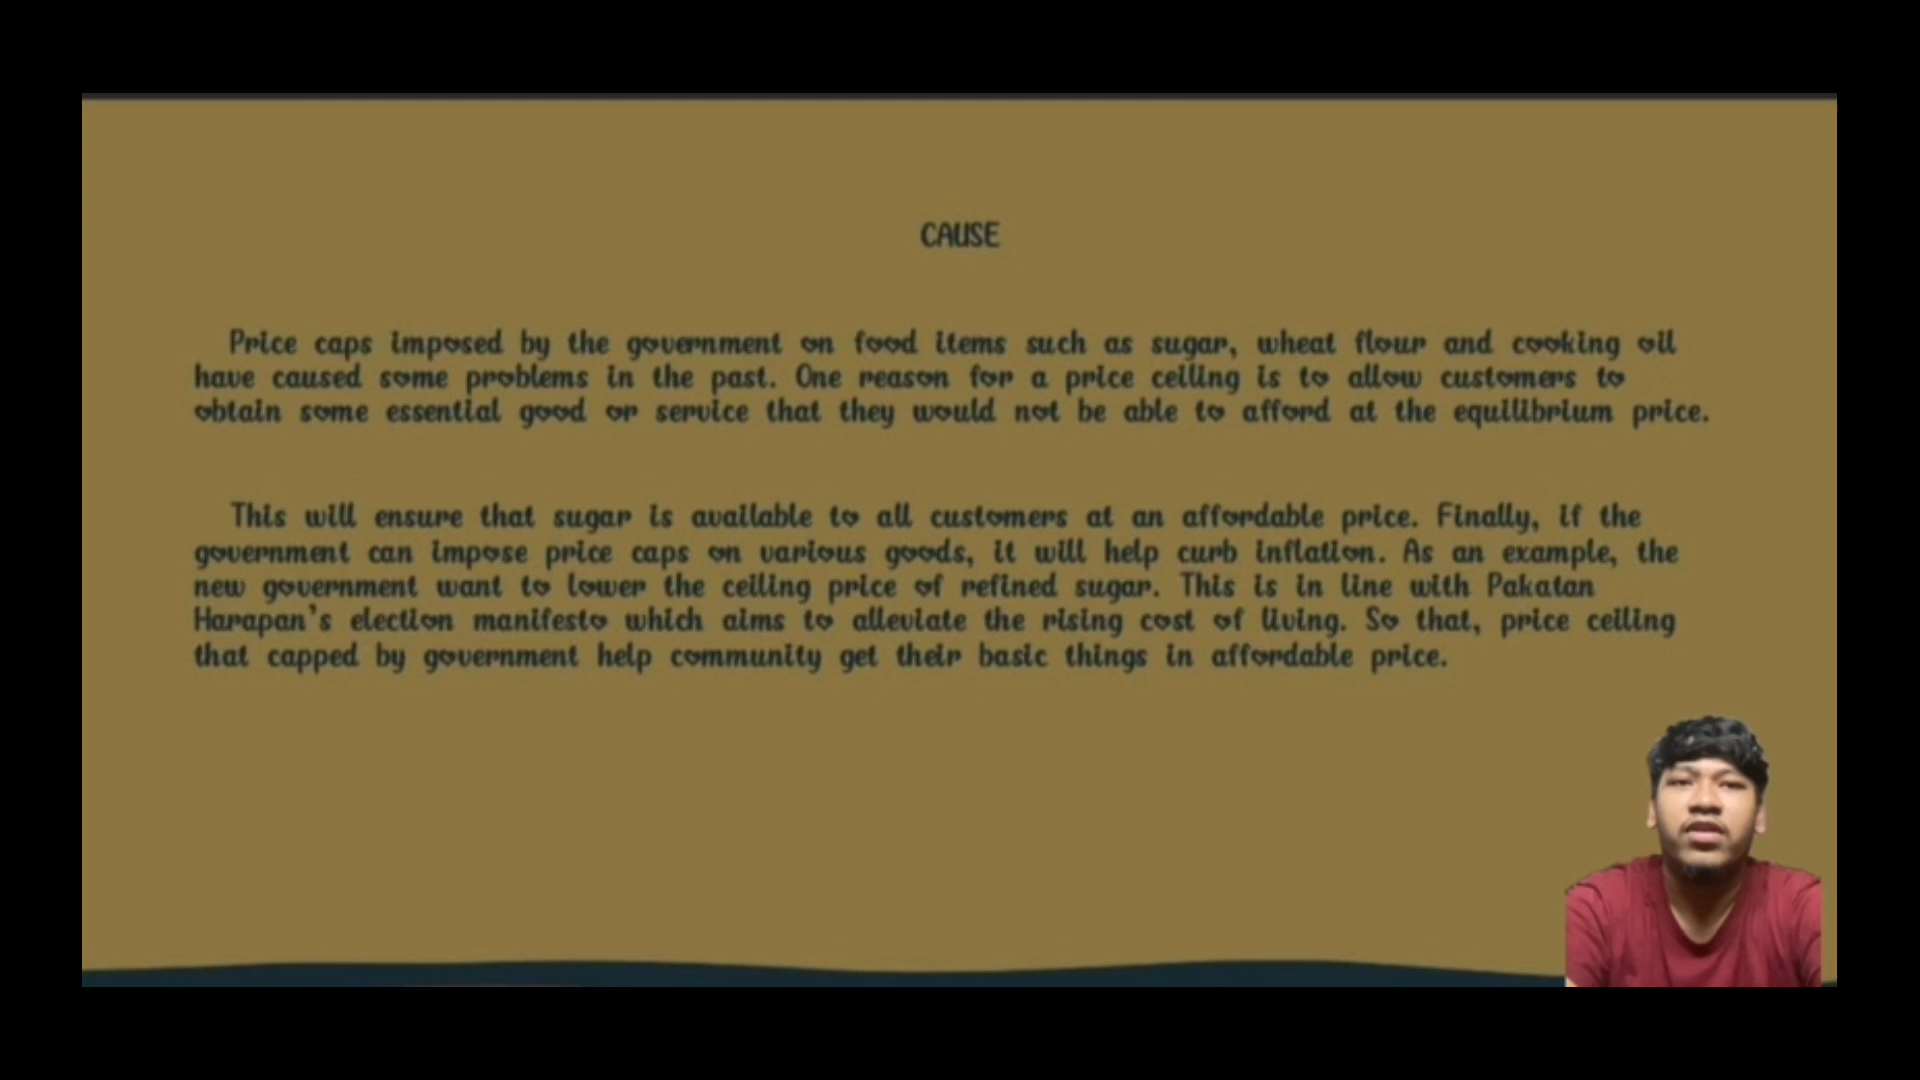 CAUSE
Price caps imposed by the government on food items such as sugar, wheat flour and cooking oil
have caused some problems in the past. One reason for a price ceiling is to allow customers to
obtain some essential good or service that they would not be able to afford at the equilibrium price.
This will ensure that sugar is available to all customers at an affordable price. Finally, if the
government can impose price caps on various goods, it will help curb inflation. As an example, the
new government want to lower the ceiling price of refined sugar. This is in line with Pakatan
Harapan's election manifesto which aims to alleviate the rising cost of living. So that, price ceiling
that capped by government help community get their basic things in affordable price.